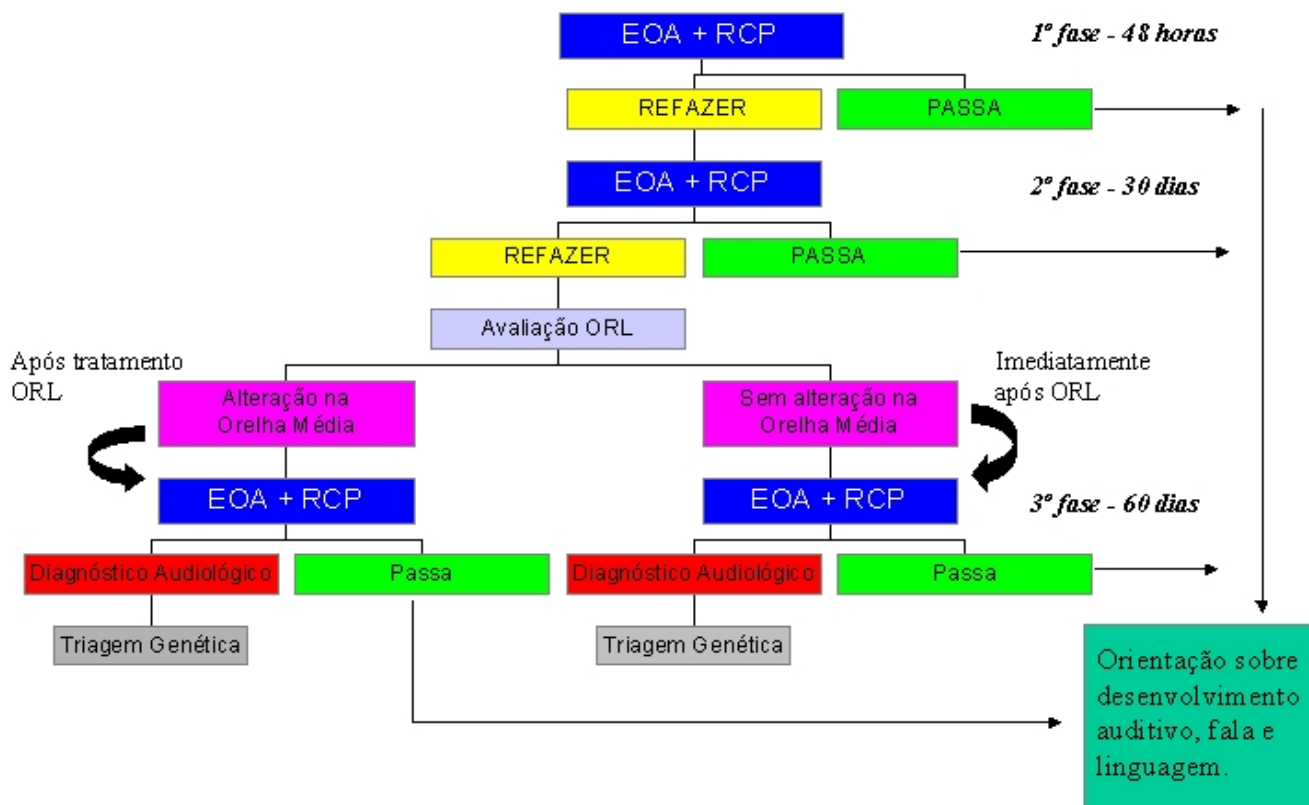 EOA + RCP
1º fase - 48 horas
REFAZER
PASSA
EOA + RCP
2º fase - 30 dias
REFAZER
PASSA
Avaliação ORL
Após tratamento
ORL
Imediatamente
após ORL
Alteração na
Orelha Média
Sem alteração na
Orelha Média
EOA + RCP
EOA + RCP
3º fase - 60 dias
Diagnóstico Audiológico
Passa
Diagnóstico Audiológico
Passa
Triagem Genética
Triagem Genética
Orientação sobre
desenvolvimento
auditivo, fala e
linguagem.